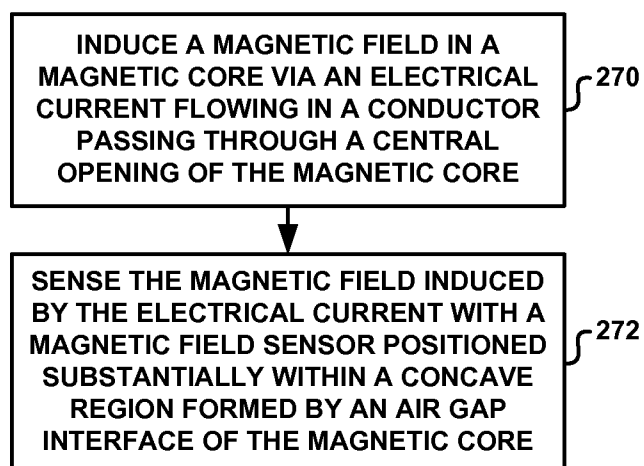 INDUCE A MAGNETIC FIELD IN A
MAGNETIC CORE VIA AN ELECTRICAL
CURRENT FLOWING IN A CONDUCTOR
PASSING THROUGH A CENTRAL
OPENING OF THE MAGNETIC CORE
270
SENSE THE MAGNETIC FIELD INDUCED
BY THE ELECTRICAL CURRENT WITH A
MAGNETIC FIELD SENSOR POSITIONED
SUBSTANTIALLY WITHIN A CONCAVE
REGION FORMED BY AN AIR GAP
INTERFACE OF THE MAGNETIC CORE
272